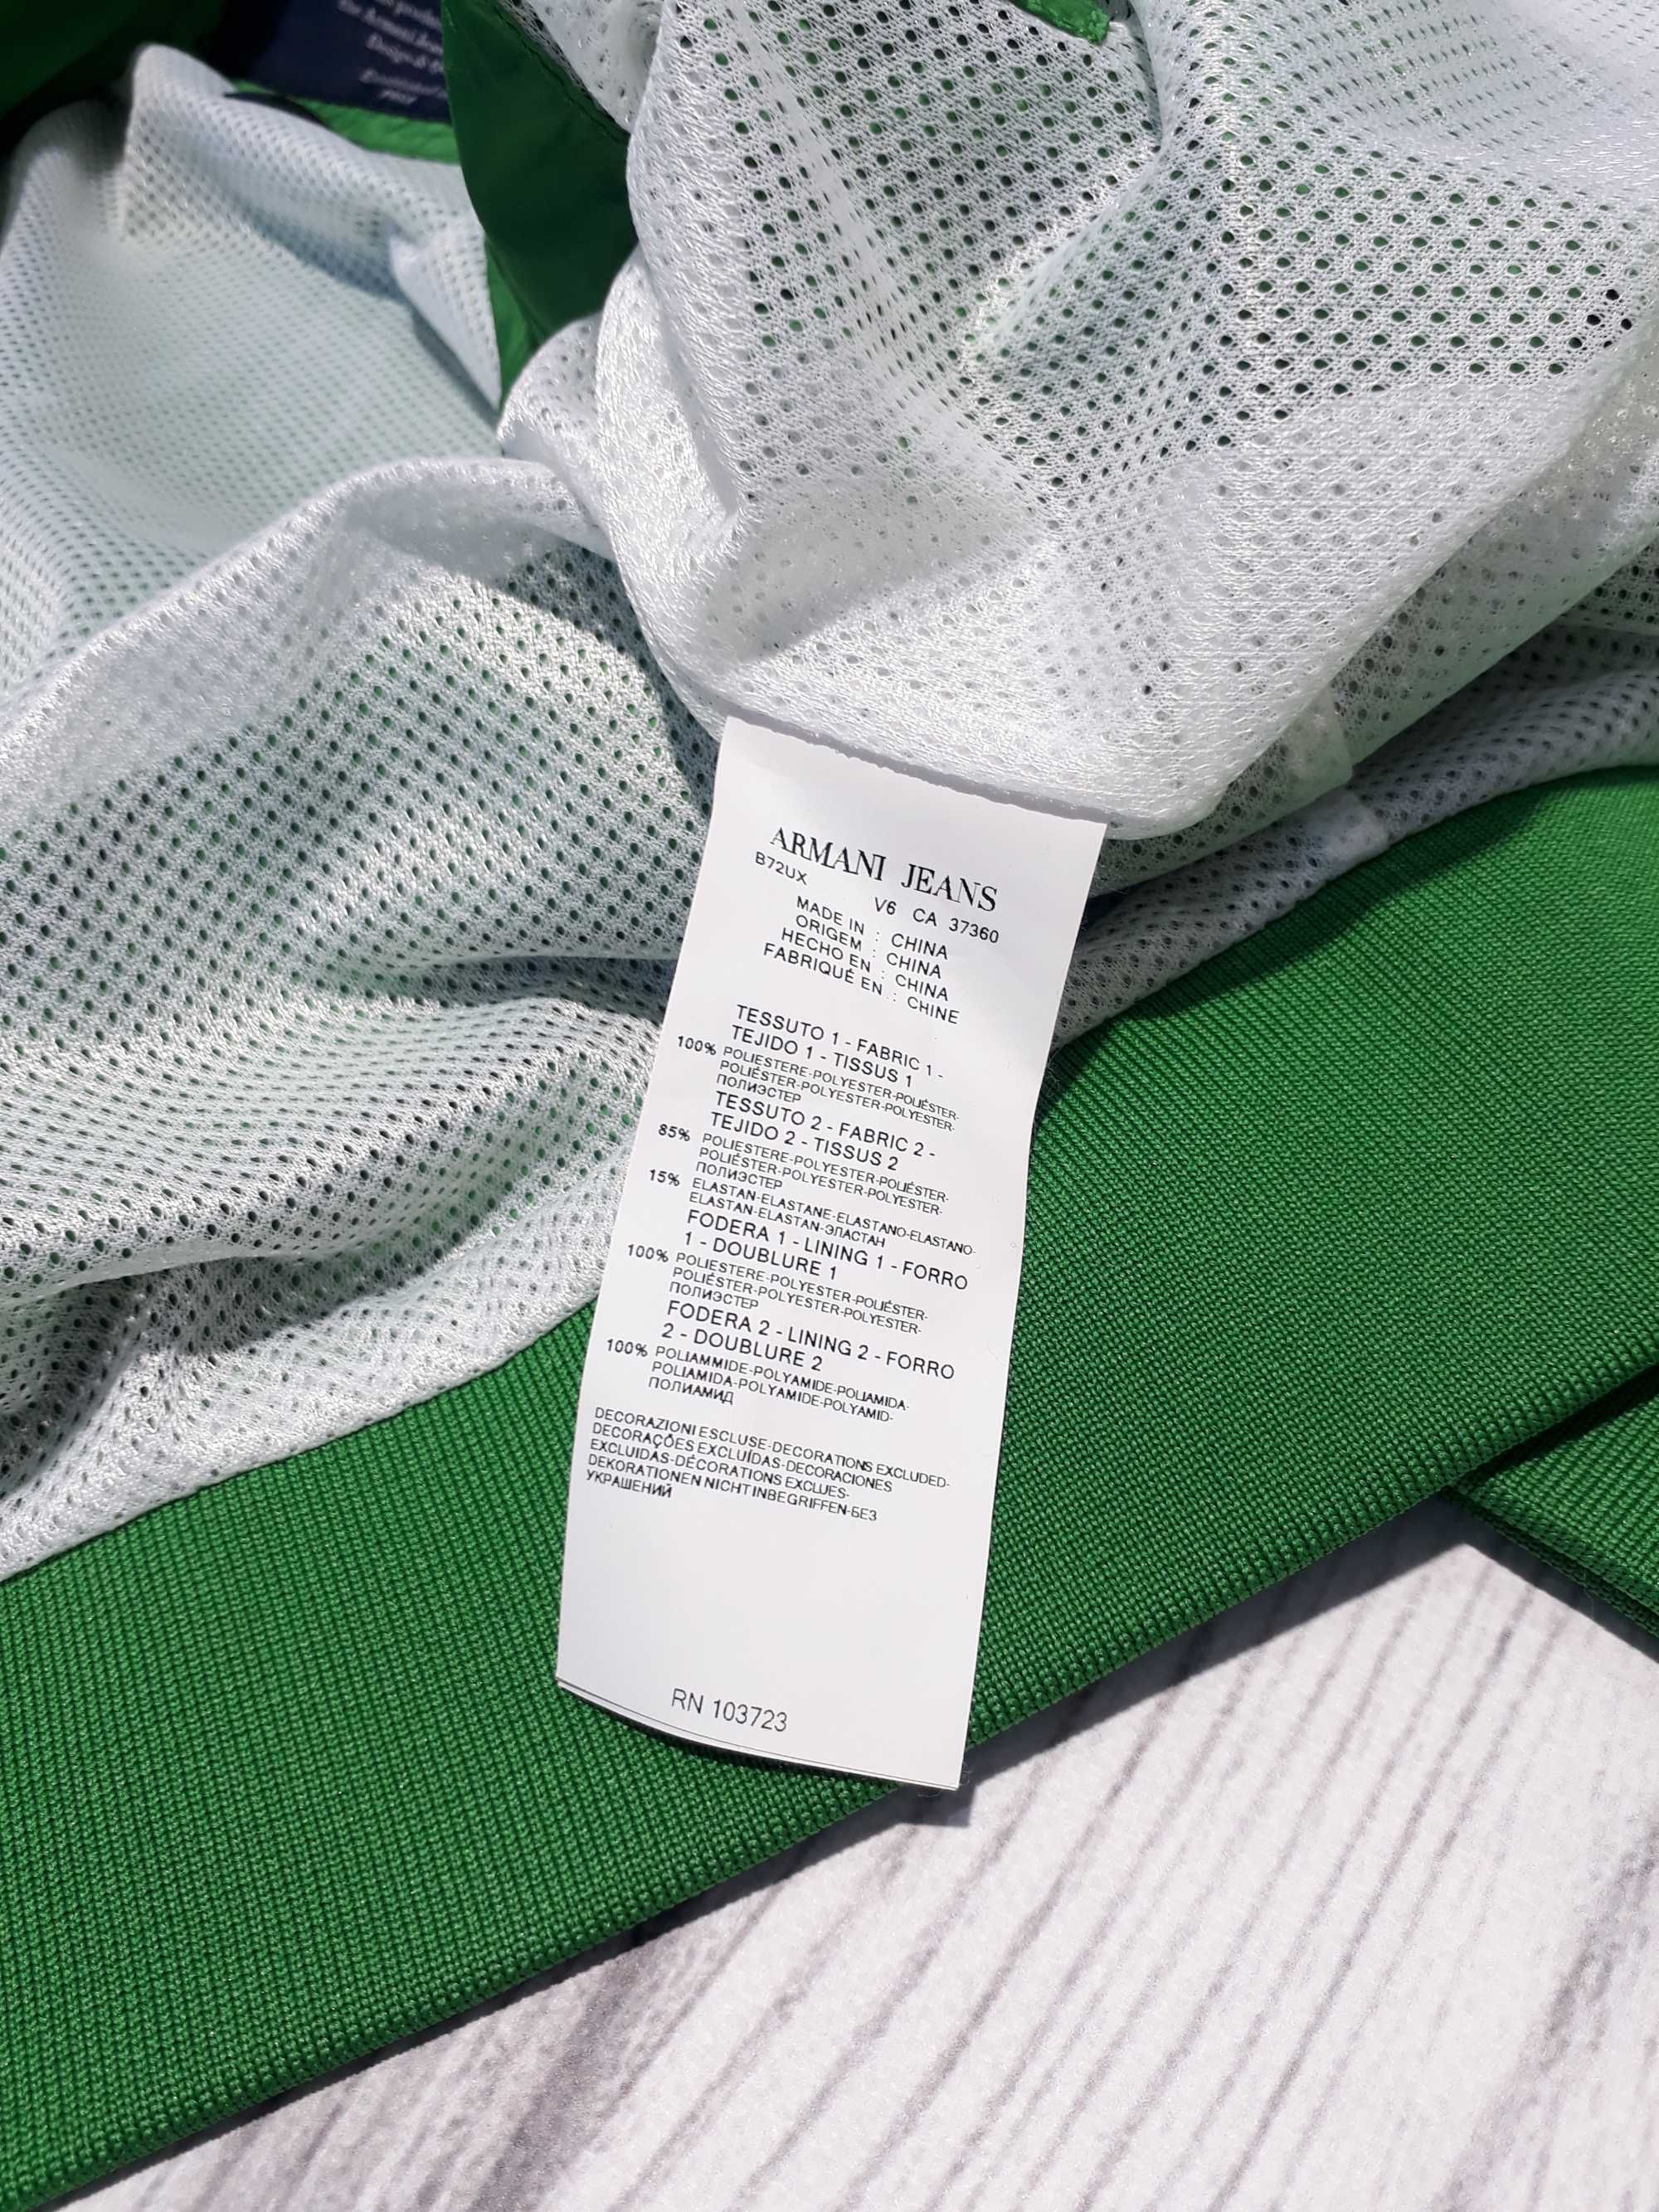 for Armani Jeans
Design &
Established
ARMANI JEANS
B72UX V6 CA 37360
MADE IN : CHINA
ORIGEM : CHINA
HECHO EN : CHINA
FABRIQUÉ EN : CHINE
TESSUTO 1 - FABRIC 1 -
TEJIDO 1 - TISSUS 1
100% POLIESTERE-POLYESTER-POLIÉSTER-
POLIÉSTER-POLYESTER-POLYESTER-
ПОЛИЭСТЕР
TESSUTO 2 - FABRIC 2 -
TEJIDO 2 - TISSUS 2
85% POLIESTERE-POLYESTER-POLIÉSTER-
POLIÉSTER-POLYESTER-POLYESTER-
ПОЛИЭСТЕР
15% ELASTAN-ELASTANE-ELASTANO-ELASTANO-
ELASTAN-ELASTAN-ЭЛАСТАН
FODERA 1 - LINING 1 - FORRO
1 - DOUBLURE 1
100% POLIESTERE-POLYESTER-POLIÉSTER-
POLIÉSTER-POLYESTER-POLYESTER-
ПОЛИЭСТЕР
FODERA 2 - LINING 2 - FORRO
2 - DOUBLURE 2
100% POLIAMMIDE-POLYAMIDE-POLIAMIDA-
POLIAMIDA-POLYAMIDE-POLYAMID-
ПОЛИАМИД
DECORAZIONI ESCLUSE-DECORATIONS EXCLUDED-
DECORAÇÕES EXCLUÍDAS-DECORACIONES
EXCLUIDAS-DÉCORATIONS EXCLUES-
DEKORATIONEN NICHT INBEGRIFFEN-БЕЗ
УКРАШЕНИЙ
RN 103723